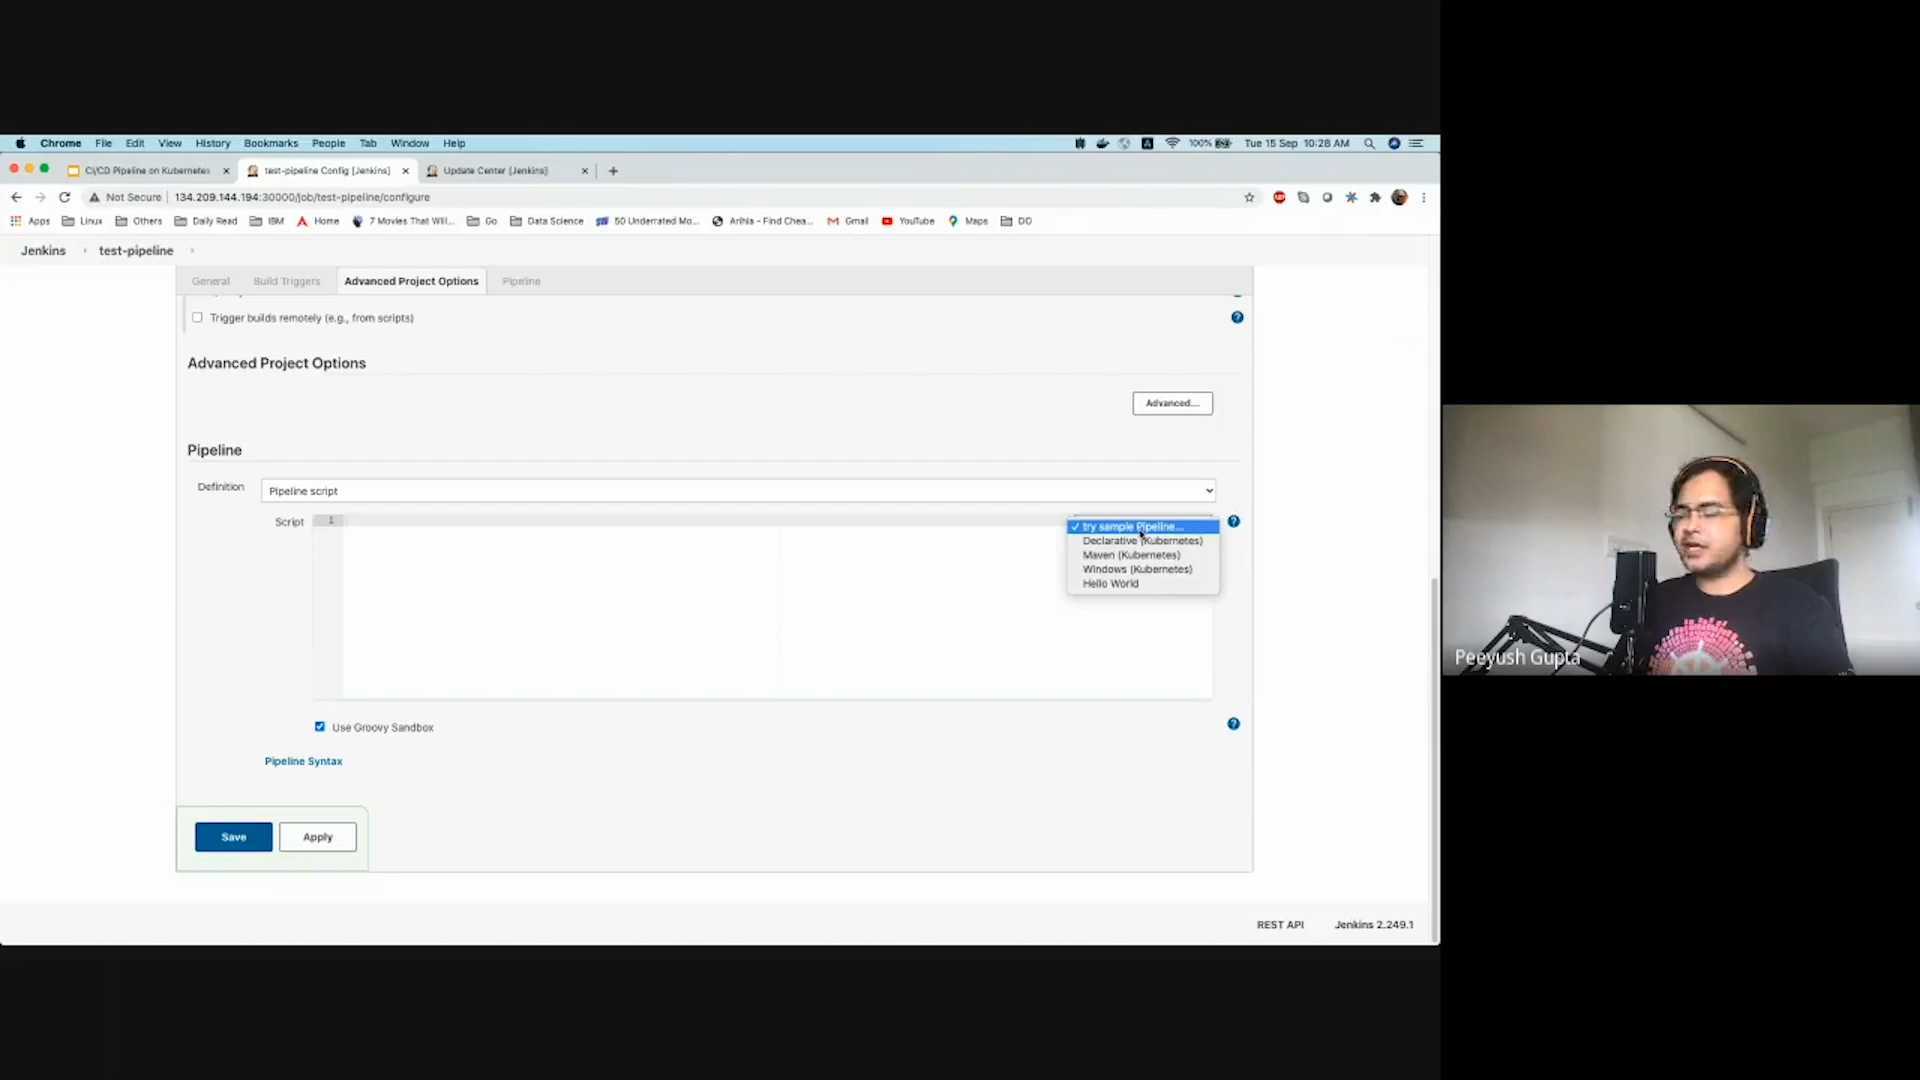 Chrome File Edit View History Bookmarks People Tab Window Help
100% Tue 15 Sep 10:28 AM
CI/CD Pipeline on Kubernetes
test-pipeline Config [Jenkins]
Update Center [Jenkins]
Not Secure 134.209.144.194:30000/job/test-pipeline/configure
Apps Linux Others Daily Read IBM Home 7 Movies That Will... Go Data Science 50 Underrated Mo... Arihla - Find Chea... Gmail YouTube Maps DO
Jenkins test-pipeline
General Build Triggers Advanced Project Options Pipeline
Trigger builds remotely (e.g., from scripts)
Advanced Project Options
Advanced...
Pipeline
Definition Pipeline script
Script 1
try sample Pipeline...
Declarative (Kubernetes)
Maven (Kubernetes)
Windows (Kubernetes)
Hello World
Use Groovy Sandbox
Pipeline Syntax
Save Apply
REST API Jenkins 2.249.1
Peeyush Gupta